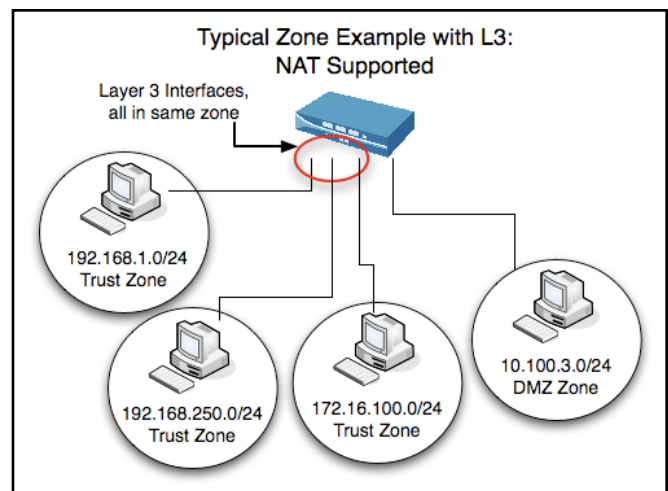 Typical Zone Example with L3:
NAT Supported
Layer 3 Interfaces,
all in same zone
192.168.1.0/24
Trust Zone
192.168.250.0/24
Trust Zone
172.16.100.0/24
Trust Zone
10.100.3.0/24
DMZ Zone